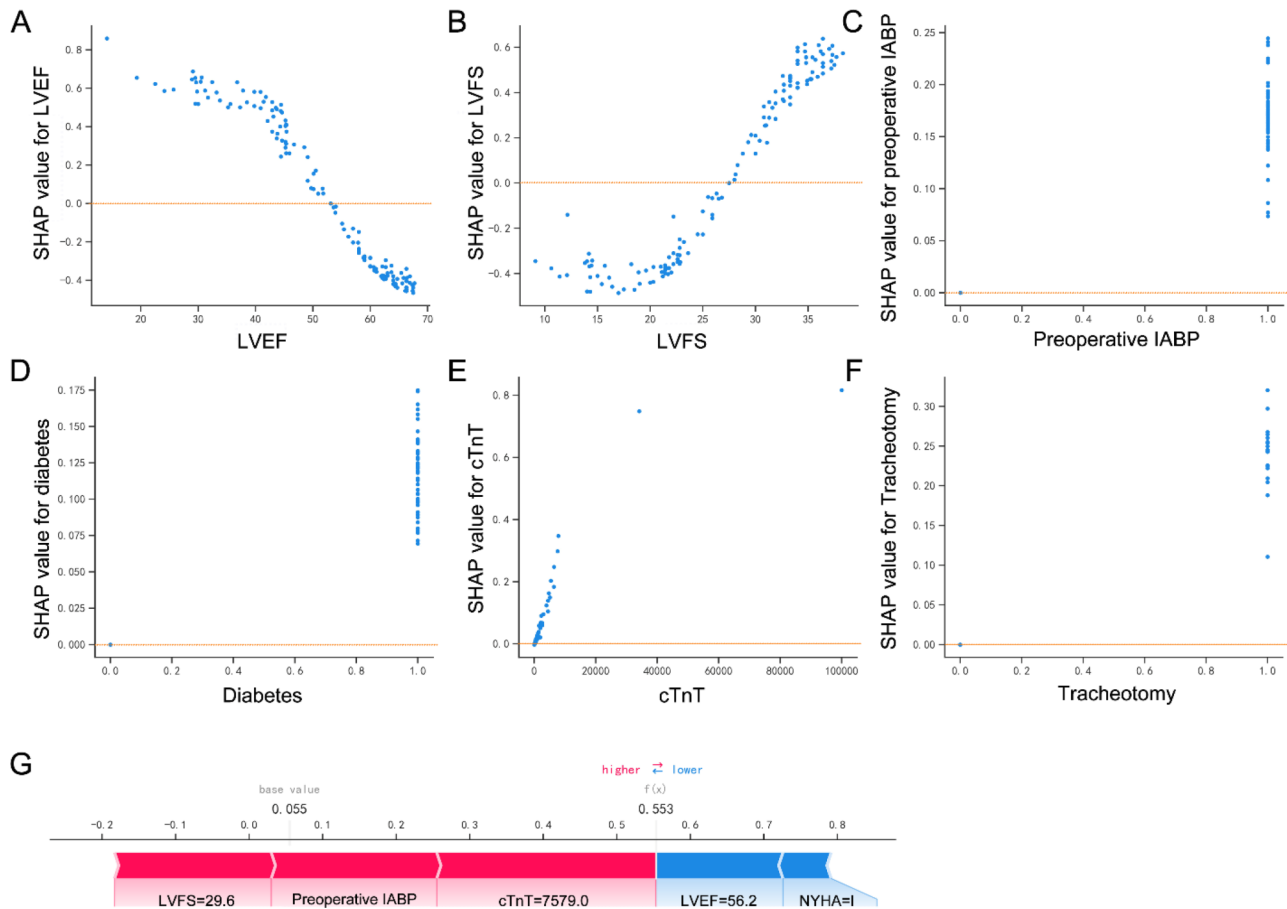 A
SHAP value for LVEF
0.8
0.6
0.4
0.2
0.0
−0.2
−0.4
20 30 40 50 60 70
LVEF
B
SHAP value for LVFS
0.6
0.4
0.2
0.0
−0.2
−0.4
10 15 20 25 30 35
LVFS
C
SHAP value for preoperative IABP
0.25
0.20
0.15
0.10
0.05
0.00
0.0 0.2 0.4 0.6 0.8 1.0
Preoperative IABP
D
SHAP value for diabetes
0.175
0.150
0.125
0.100
0.075
0.050
0.025
0.000
0.0 0.2 0.4 0.6 0.8 1.0
Diabetes
E
SHAP value for cTnT
0.8
0.6
0.4
0.2
0.0
0 20000 40000 60000 80000 100000
cTnT
F
SHAP value for Tracheotomy
0.30
0.25
0.20
0.15
0.10
0.05
0.00
0.0 0.2 0.4 0.6 0.8 1.0
Tracheotomy
G
higher ⇄ lower
base value f(x)
0.055 0.553
−0.2 −0.1 0.0 0.1 0.2 0.3 0.4 0.5 0.6 0.7 0.8
LVFS=29.6 Preoperative IABP cTnT=7579.0 LVEF=56.2 NYHA=I